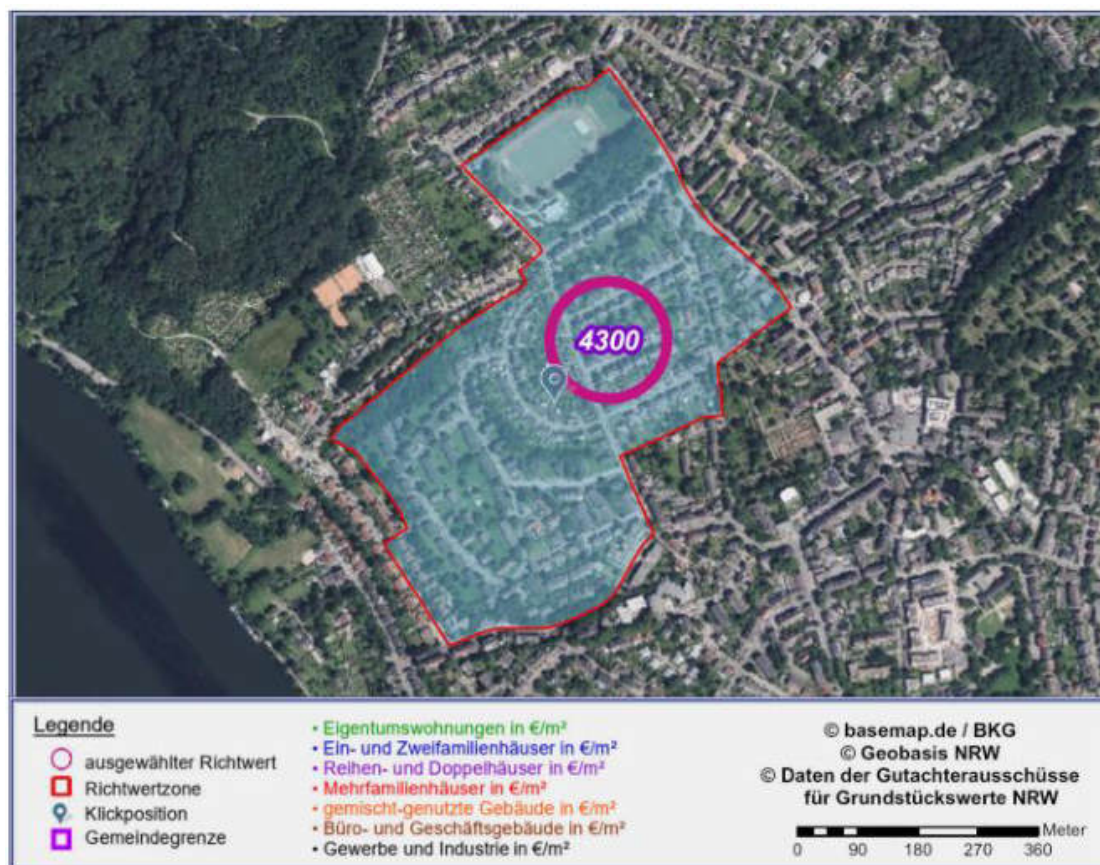 4300
Legende
ausgewählter Richtwert
Richtwertzone
Klickposition
Gemeindegrenze
• Eigentumswohnungen in €/m²
• Ein- und Zweifamilienhäuser in €/m²
• Reihen- und Doppelhäuser in €/m²
• Mehrfamilienhäuser in €/m²
• gemischt-genutzte Gebäude in €/m²
• Büro- und Geschäftsgebäude in €/m²
• Gewerbe und Industrie in €/m²
© basemap.de / BKG
© Geobasis NRW
© Daten der Gutachterausschüsse
für Grundstückswerte NRW
Meter
0 90 180 270 360